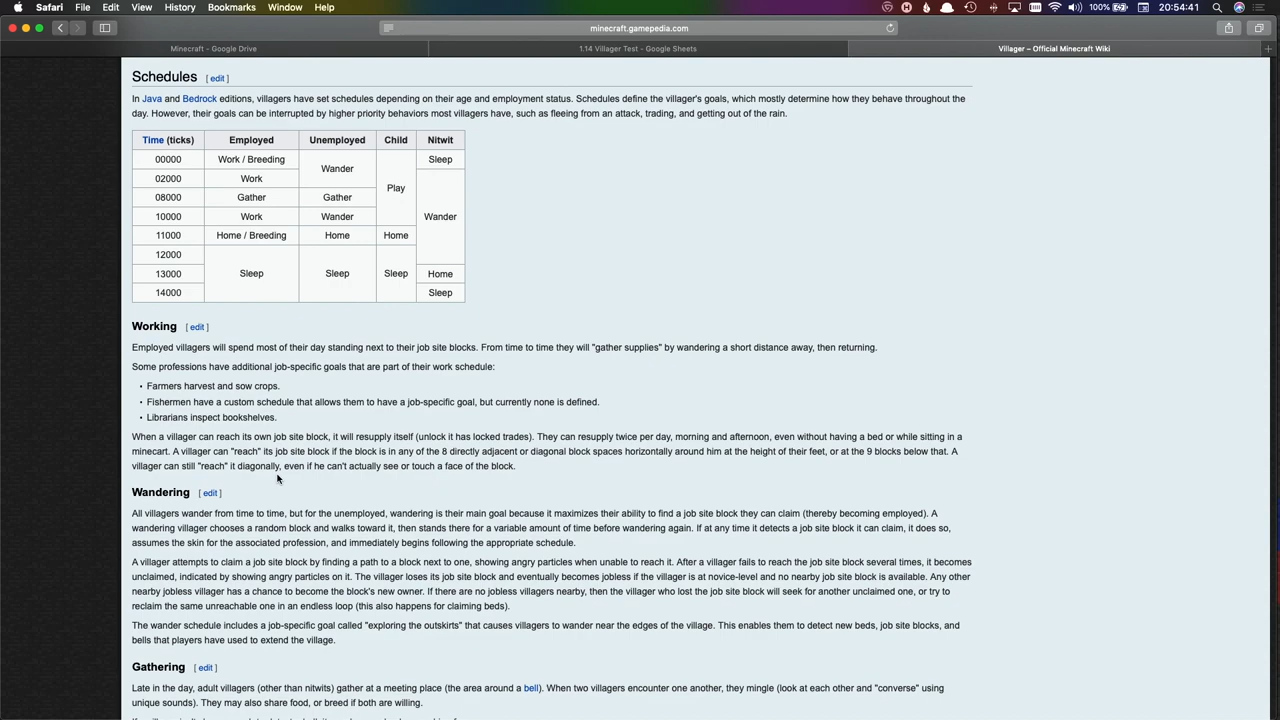 Safari File Edit View History Bookmarks Window Help 100% 20:54:41
minecraft.gamepedia.com
Minecraft - Google Drive 1.14 Villager Test - Google Sheets Villager – Official Minecraft Wiki
Schedules [ edit ]
In Java and Bedrock editions, villagers have set schedules depending on their age and employment status. Schedules define the villager's goals, which mostly determine how they behave throughout the
day. However, their goals can be interrupted by higher priority behaviors most villagers have, such as fleeing from an attack, trading, and getting out of the rain.
Time (ticks) Employed Unemployed Child Nitwit
00000 Work / Breeding Wander Play Sleep
02000 Work Wander
08000 Gather Gather
10000 Work Wander
11000 Home / Breeding Home Home
12000 Sleep Sleep Sleep
13000 Home
14000 Sleep
Working [ edit ]
Employed villagers will spend most of their day standing next to their job site blocks. From time to time they will "gather supplies" by wandering a short distance away, then returning.
Some professions have additional job-specific goals that are part of their work schedule:
• Farmers harvest and sow crops.
• Fishermen have a custom schedule that allows them to have a job-specific goal, but currently none is defined.
• Librarians inspect bookshelves.
When a villager can reach its own job site block, it will resupply itself (unlock it has locked trades). They can resupply twice per day, morning and afternoon, even without having a bed or while sitting in a
minecart. A villager can "reach" its job site block if the block is in any of the 8 directly adjacent or diagonal block spaces horizontally around him at the height of their feet, or at the 9 blocks below that. A
villager can still "reach" it diagonally, even if he can't actually see or touch a face of the block.
Wandering [ edit ]
All villagers wander from time to time, but for the unemployed, wandering is their main goal because it maximizes their ability to find a job site block they can claim (thereby becoming employed). A
wandering villager chooses a random block and walks toward it, then stands there for a variable amount of time before wandering again. If at any time it detects a job site block it can claim, it does so,
assumes the skin for the associated profession, and immediately begins following the appropriate schedule.
A villager attempts to claim a job site block by finding a path to a block next to one, showing angry particles when unable to reach it. After a villager fails to reach the job site block several times, it becomes
unclaimed, indicated by showing angry particles on it. The villager loses its job site block and eventually becomes jobless if the villager is at novice-level and no nearby job site block is available. Any other
nearby jobless villager has a chance to become the block's new owner. If there are no jobless villagers nearby, then the villager who lost the job site block will seek for another unclaimed one, or try to
reclaim the same unreachable one in an endless loop (this also happens for claiming beds).
The wander schedule includes a job-specific goal called "exploring the outskirts" that causes villagers to wander near the edges of the village. This enables them to detect new beds, job site blocks, and
bells that players have used to extend the village.
Gathering [ edit ]
Late in the day, adult villagers (other than nitwits) gather at a meeting place (the area around a bell). When two villagers encounter one another, they mingle (look at each other and "converse" using
unique sounds). They may also share food, or breed if both are willing.